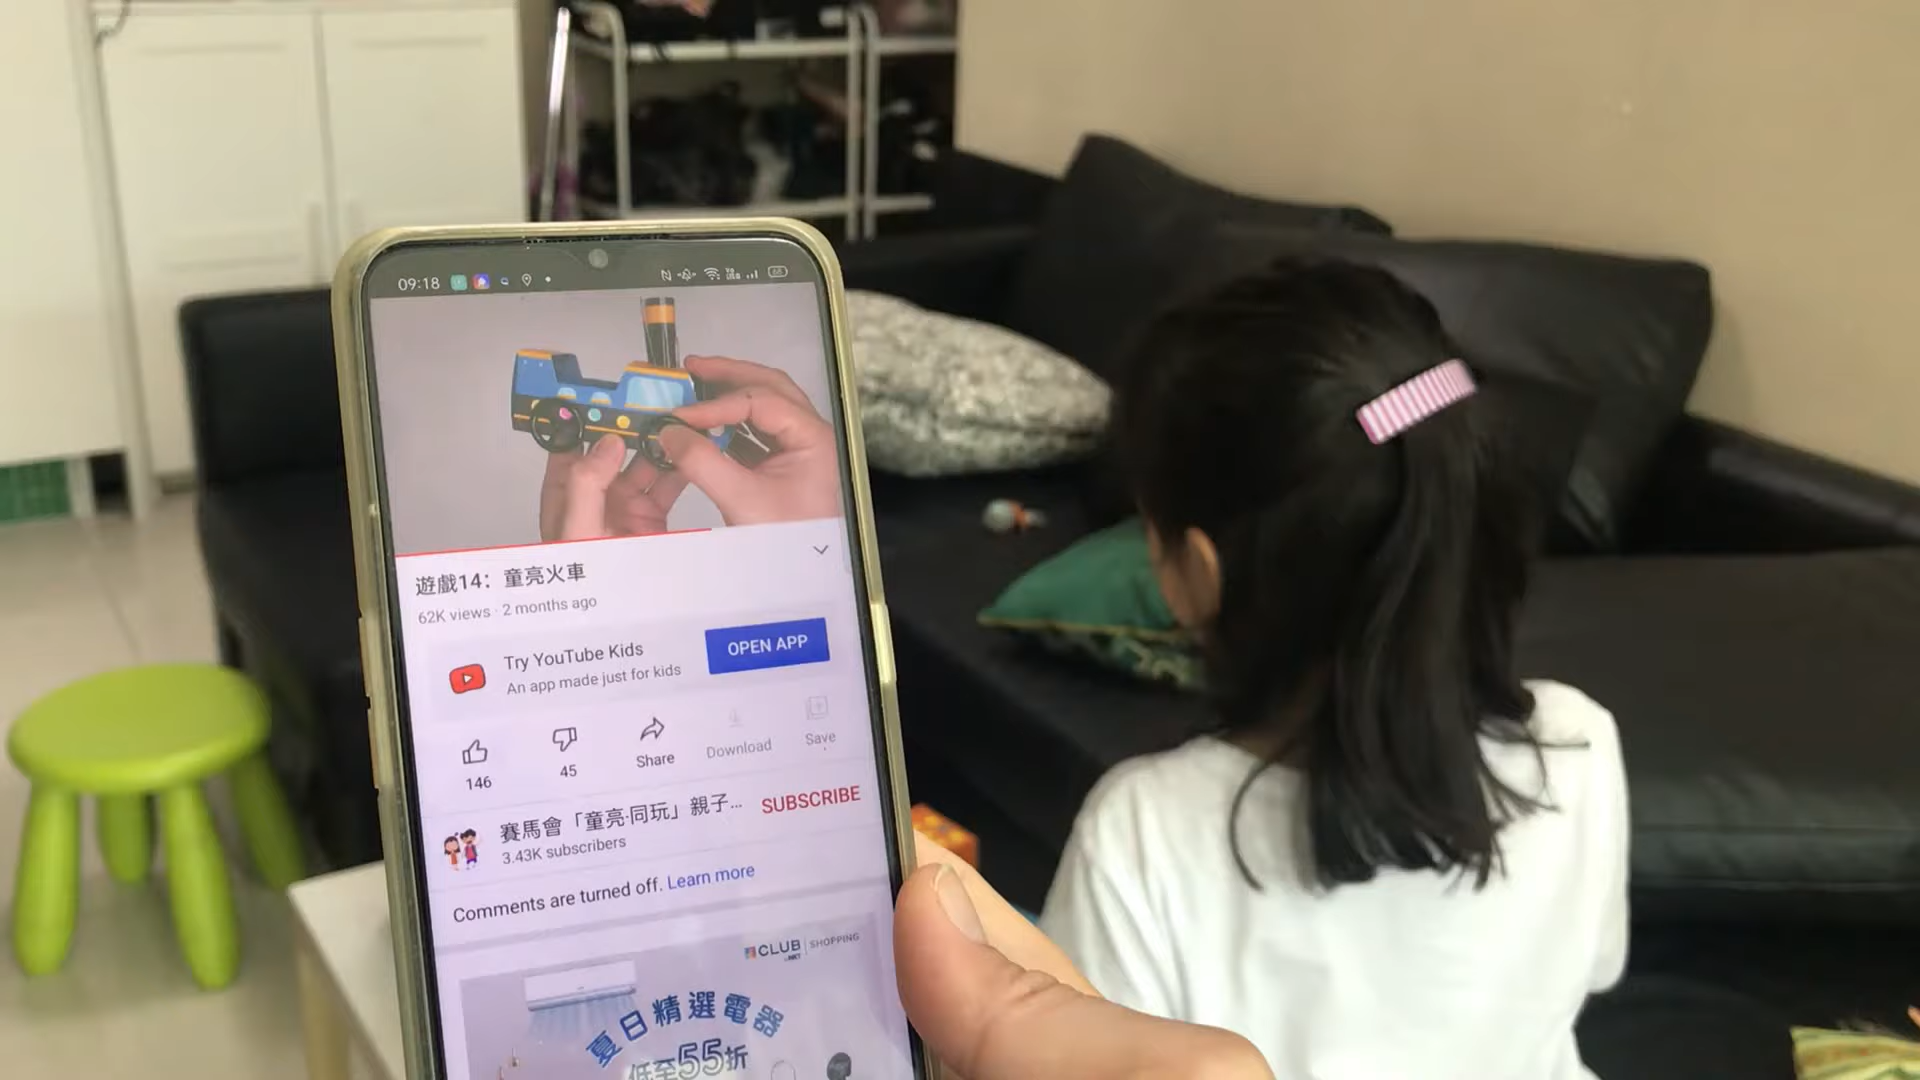 09:18
遊戲14：童亮火車
62K views · 2 months ago
Try YouTube Kids
An app made just for kids
OPEN APP
146
45
Share
Download
Save
賽馬會「童亮·同玩」親子...
3.43K subscribers
SUBSCRIBE
Comments are turned off. Learn more
CLUB SHOPPING
夏日精選電器
低至55折